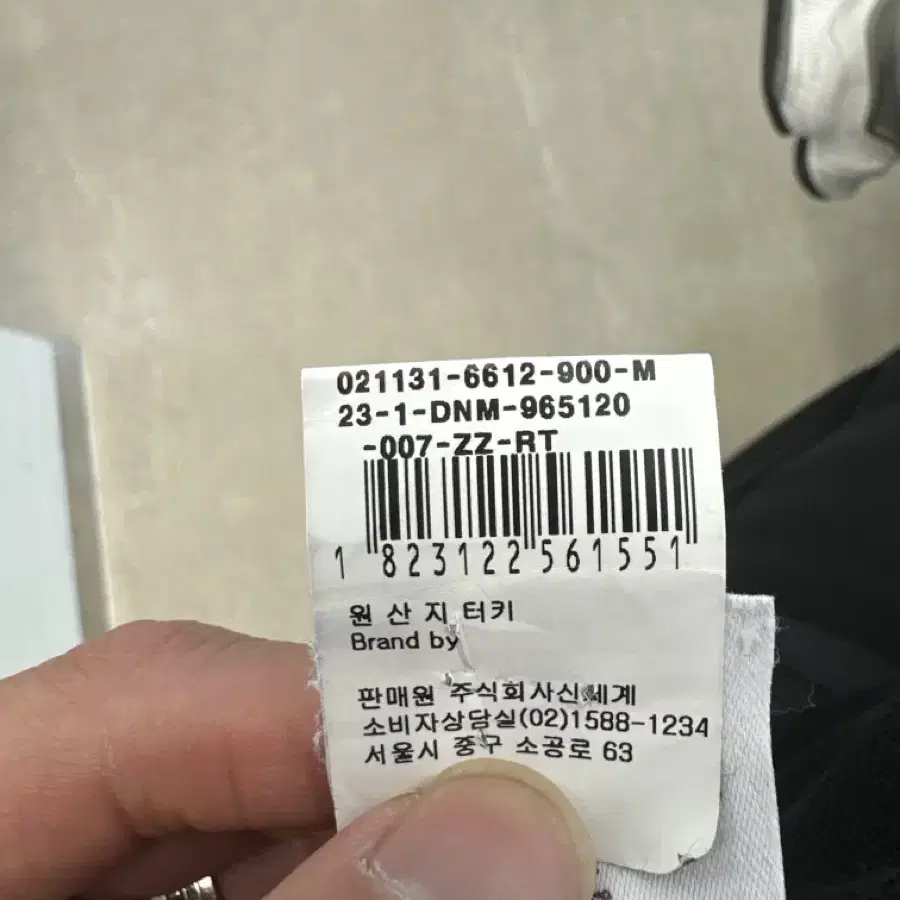 021131-6612-900-M
23-1-DNM-965120
-007-ZZ-RT
1 823122 561551
원 산 지 터키
Brand by
판매원 주식회사신세계
소비자상담실(02)1588-1234
서울시 중구 소공로 63